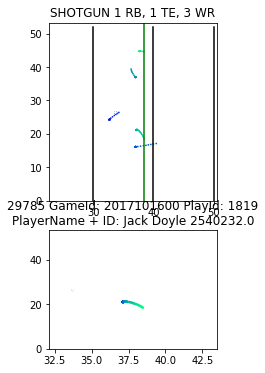 SHOTGUN 1 RB, 1 TE, 3 WR
50
40
30
20
10
0
30 40 50
29785 GameId: 2017101600 PlayId: 1819
PlayerName + ID: Jack Doyle 2540232.0
40
20
0
32.5 35.0 37.5 40.0 42.5